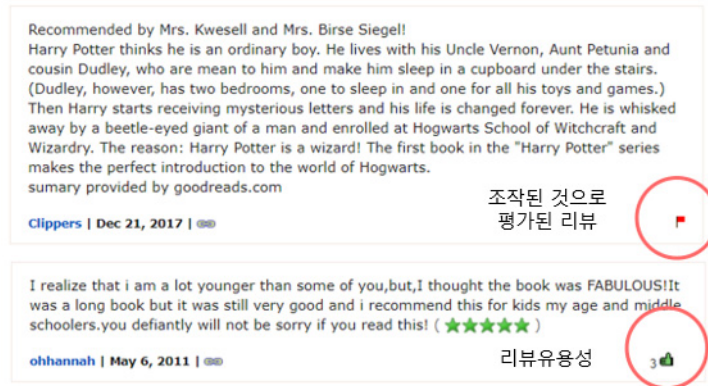 Recommended by Mrs. Kwesell and Mrs. Birse Siegel!
Harry Potter thinks he is an ordinary boy. He lives with his Uncle Vernon, Aunt Petunia and
cousin Dudley, who are mean to him and make him sleep in a cupboard under the stairs.
(Dudley, however, has two bedrooms, one to sleep in and one for all his toys and games.)
Then Harry starts receiving mysterious letters and his life is changed forever. He is whisked
away by a beetle-eyed giant of a man and enrolled at Hogwarts School of Witchcraft and
Wizardry. The reason: Harry Potter is a wizard! The first book in the "Harry Potter" series
makes the perfect introduction to the world of Hogwarts.
sumary provided by goodreads.com
조작된 것으로
평가된 리뷰
Clippers | Dec 21, 2017 |
I realize that i am a lot younger than some of you,but,I thought the book was FABULOUS!It
was a long book but it was still very good and i recommend this for kids my age and middle
schoolers.you defiantly will not be sorry if you read this! ( ★★★★★ )
ohhannah | May 6, 2011 | 리뷰유용성 3